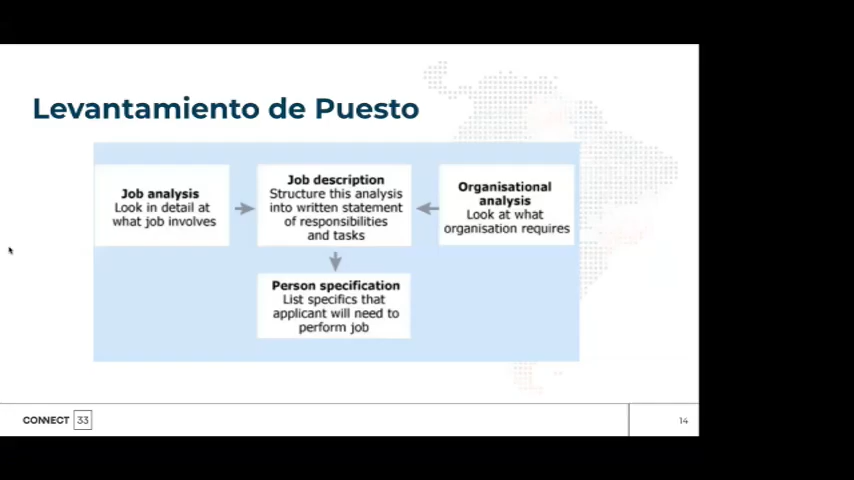 Levantamiento de Puesto
Job analysis
Look in detail at
what job involves
Job description
Structure this analysis
into written statement
of responsibilities
and tasks
Organisational
analysis
Look at what
organisation requires
Person specification
List specifics that
applicant will need to
perform job
CONNECT 33
14